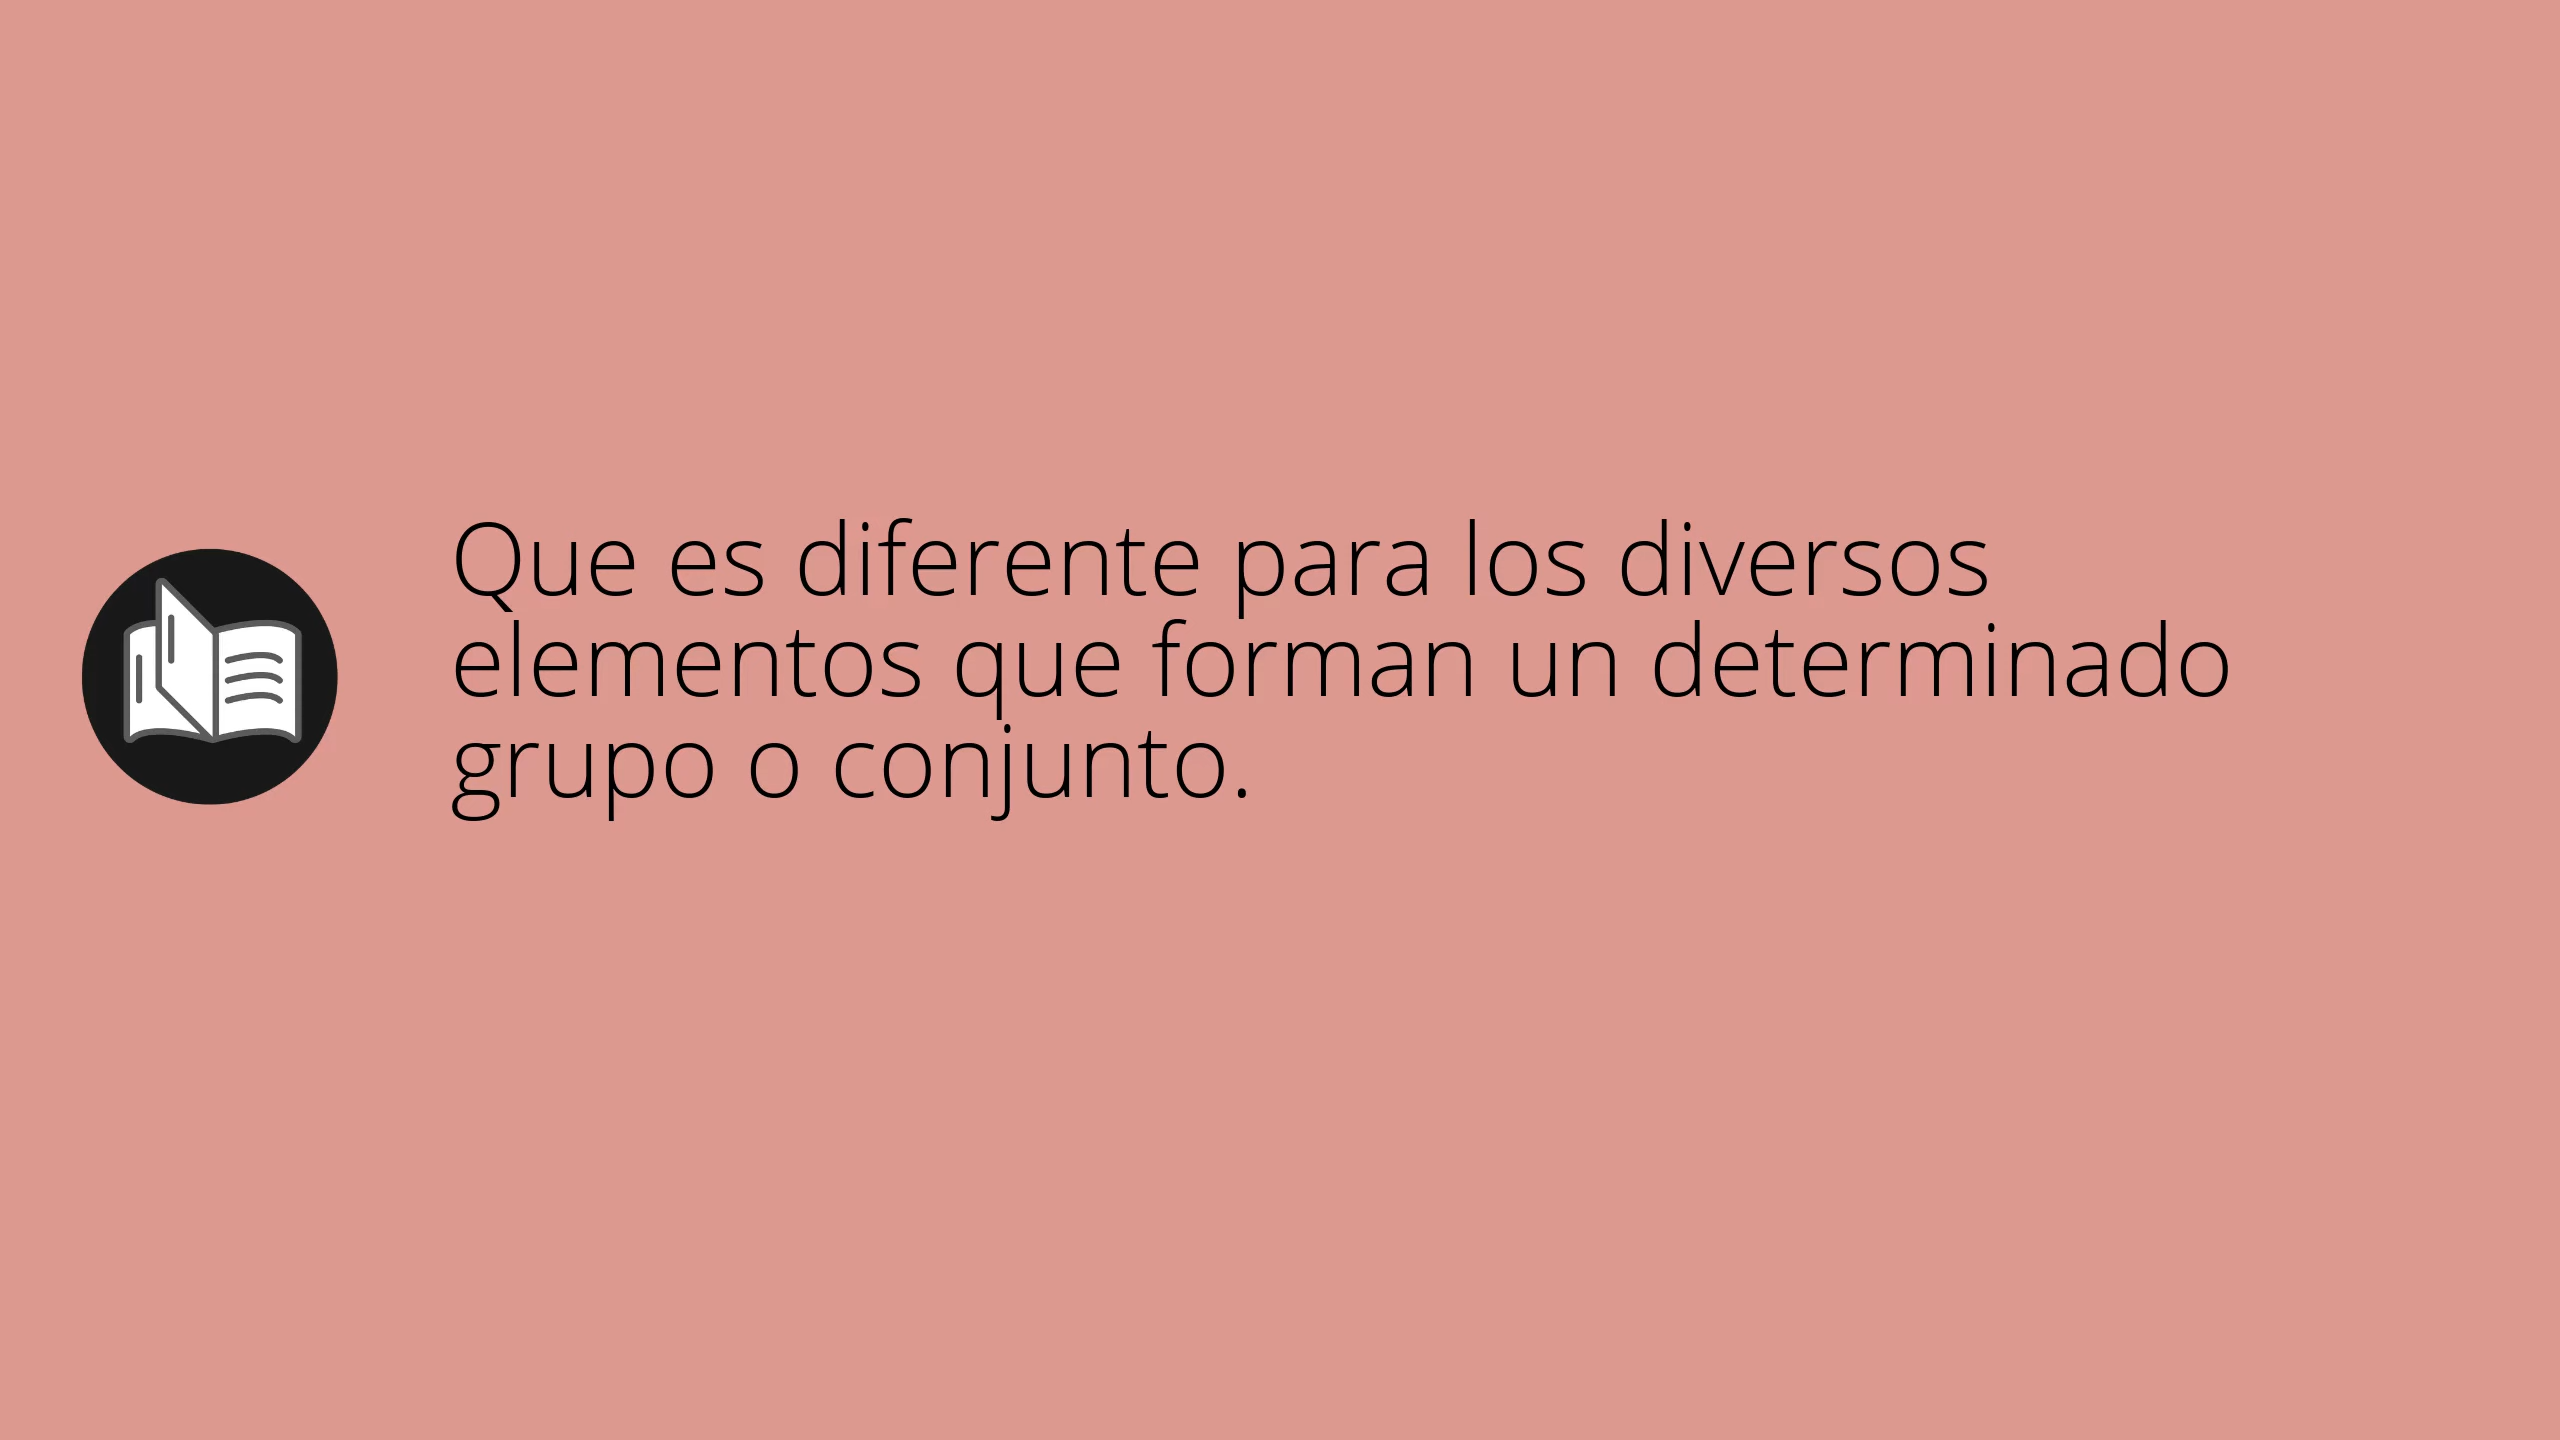 Que es diferente para los diversos
elementos que forman un determinado
grupo o conjunto.